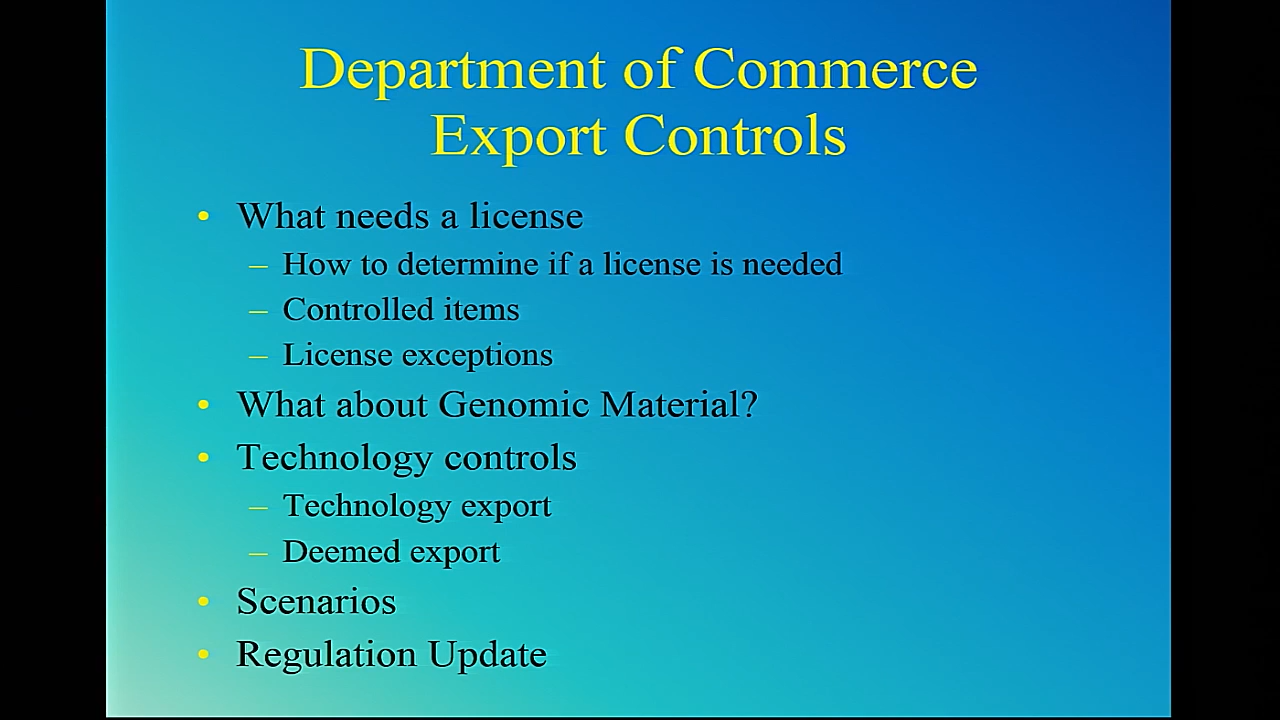 Department of Commerce
Export Controls
• What needs a license
– How to determine if a license is needed
– Controlled items
– License exceptions
• What about Genomic Material?
• Technology controls
– Technology export
– Deemed export
• Scenarios
• Regulation Update